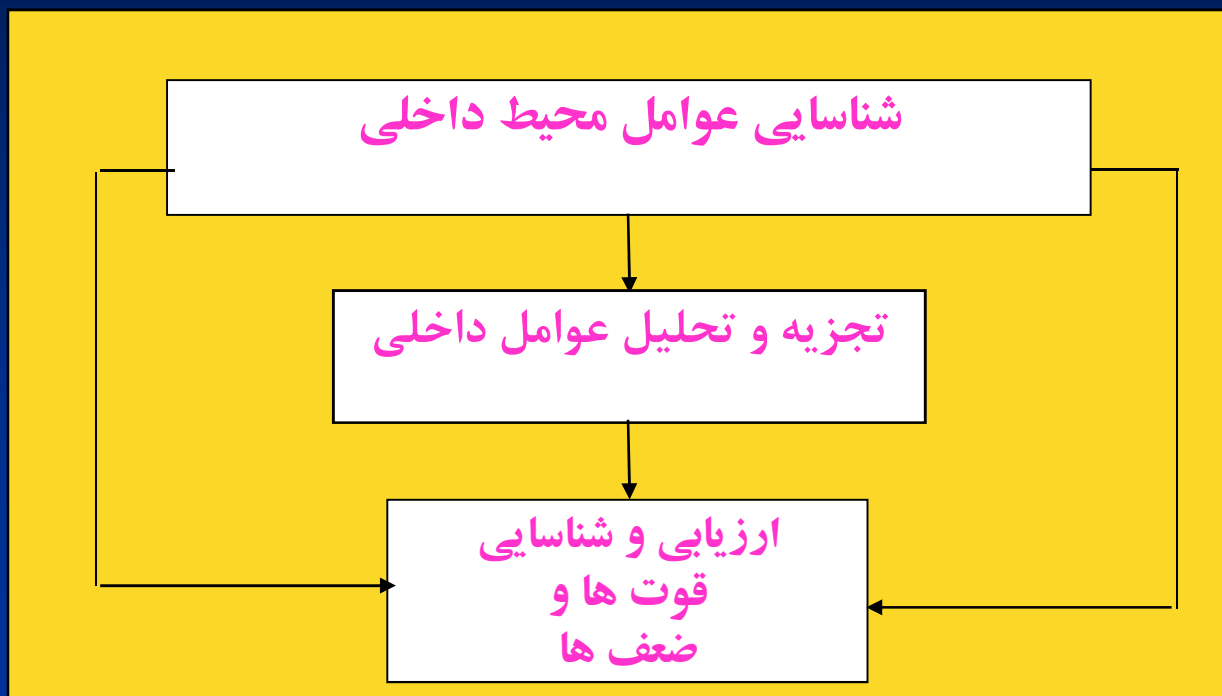 شناسایی عوامل محیط داخلی
تجزیه و تحلیل عوامل داخلی
ارزیابی و شناسایی
قوت ها و
ضعف ها